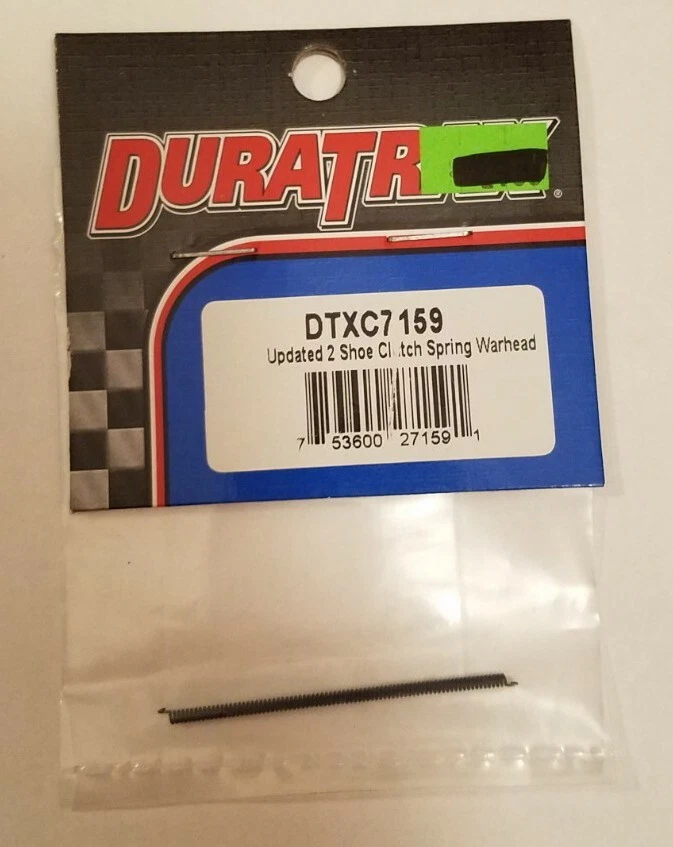 DURATR X®
DTXC7159
Updated 2 Shoe Clutch Spring Warhead
7 53600 27159 1